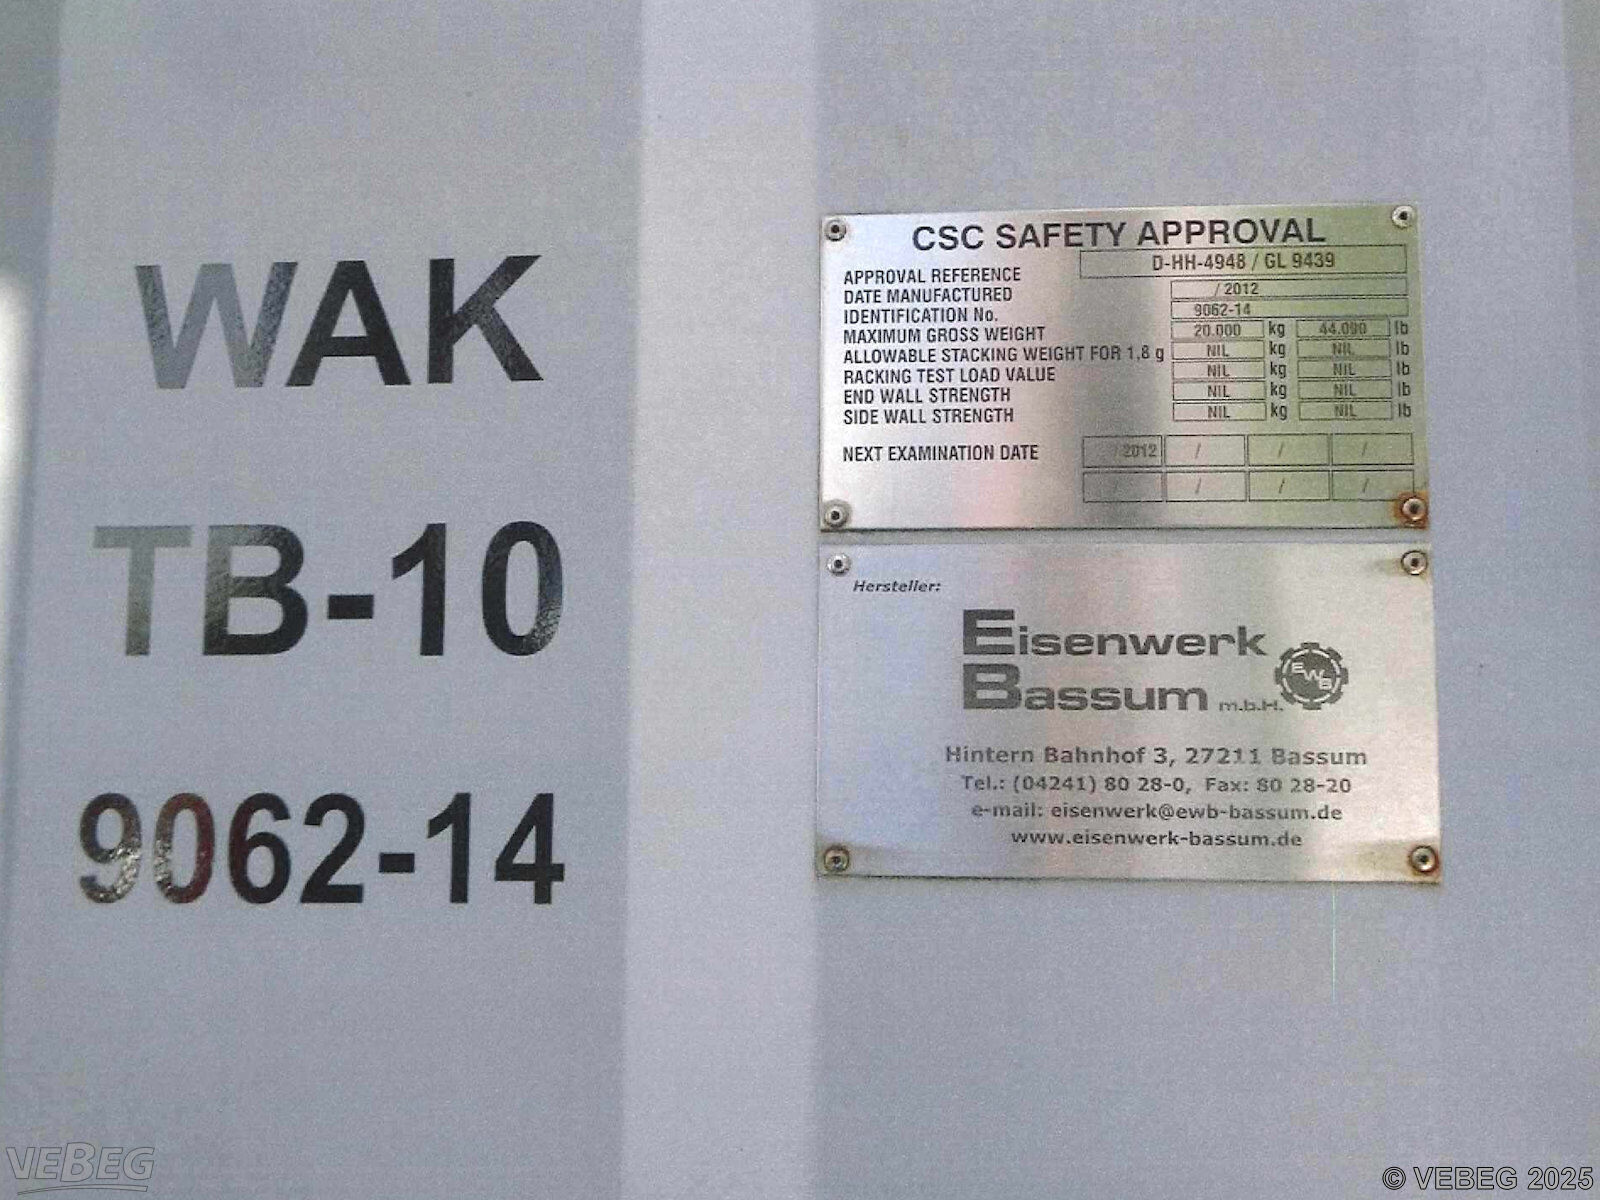 WAK
TB-10
9062-14
CSC SAFETY APPROVAL
APPROVAL REFERENCE D-HH-4948 / GL 9439
DATE MANUFACTURED / 2012
IDENTIFICATION No. 9062-14
MAXIMUM GROSS WEIGHT 20.000 kg 44.090 lb
ALLOWABLE STACKING WEIGHT FOR 1,8 g NIL kg NIL lb
RACKING TEST LOAD VALUE NIL kg NIL lb
END WALL STRENGTH NIL kg NIL lb
SIDE WALL STRENGTH NIL kg NIL lb
NEXT EXAMINATION DATE / 2012 / / /
/ / / /
Hersteller:
Eisenwerk
Bassum m.b.H.
EWB
Hintern Bahnhof 3, 27211 Bassum
Tel.: (04241) 80 28-0, Fax: 80 28-20
e-mail: eisenwerk@ewb-bassum.de
www.eisenwerk-bassum.de
VEBEG
© VEBEG 2025